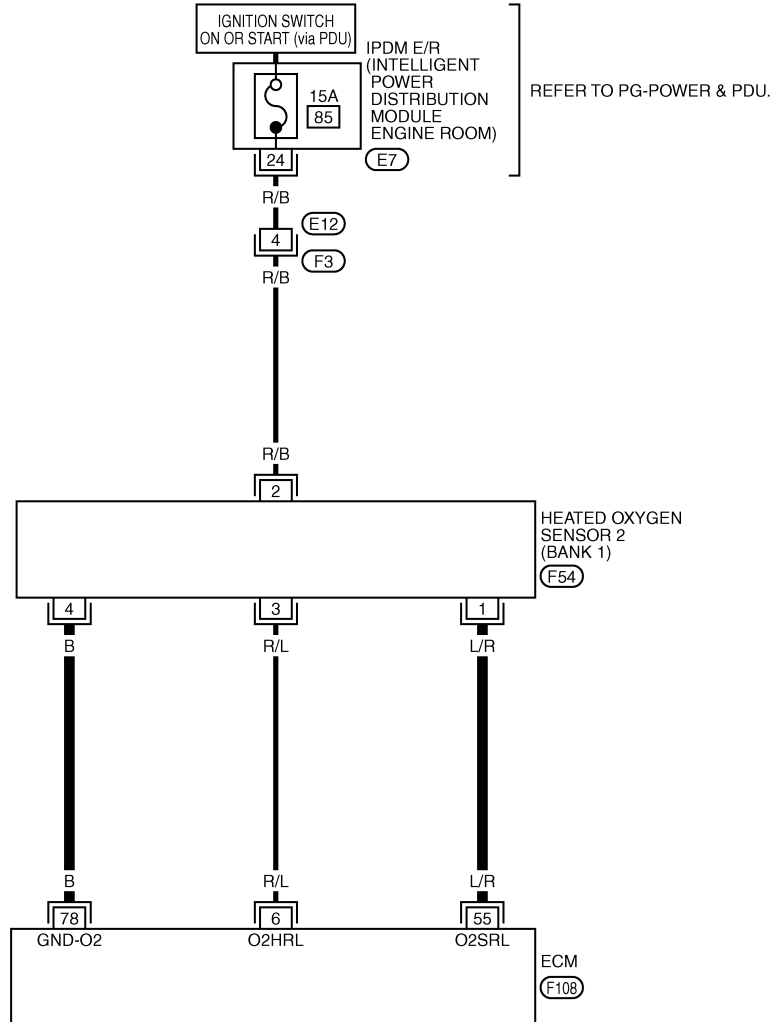 IGNITION SWITCH
ON OR START (via PDU)
IPDM E/R
(INTELLIGENT
POWER
DISTRIBUTION
MODULE
ENGINE ROOM)
REFER TO PG-POWER & PDU.
15A
85
24
E7
R/B
E12
4
F3
R/B
R/B
2
HEATED OXYGEN
SENSOR 2
(BANK 1)
F54
4 3 1
B R/L L/R
B R/L L/R
78 6 55
GND-O2 O2HRL O2SRL
ECM
F108